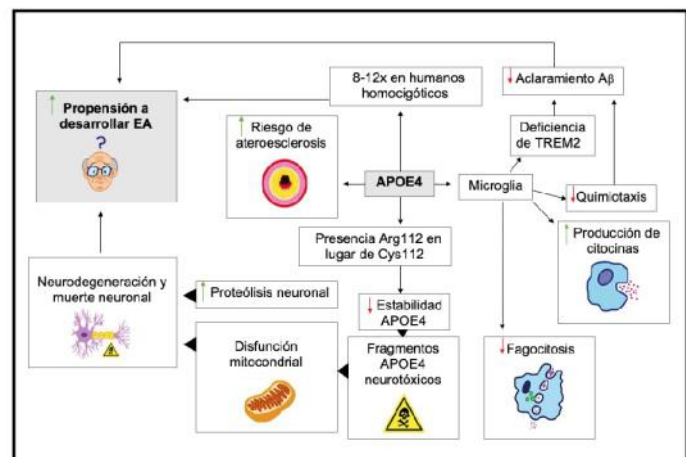 Propensión a
desarrollar EA
?
8-12x en humanos
homocigóticos
Aclaramiento Aβ
Riesgo de
ateroesclerosis
Deficiencia
de TREM2
APOE4
Microglia
Quimiotaxis
Presencia Arg112 en
lugar de Cys112
Producción de
citocinas
Neurodegeneración y
muerte neuronal
Proteólisis neuronal
Estabilidad
APOE4
Disfunción
mitocondrial
Fragmentos
APOE4
neurotóxicos
Fagocitosis